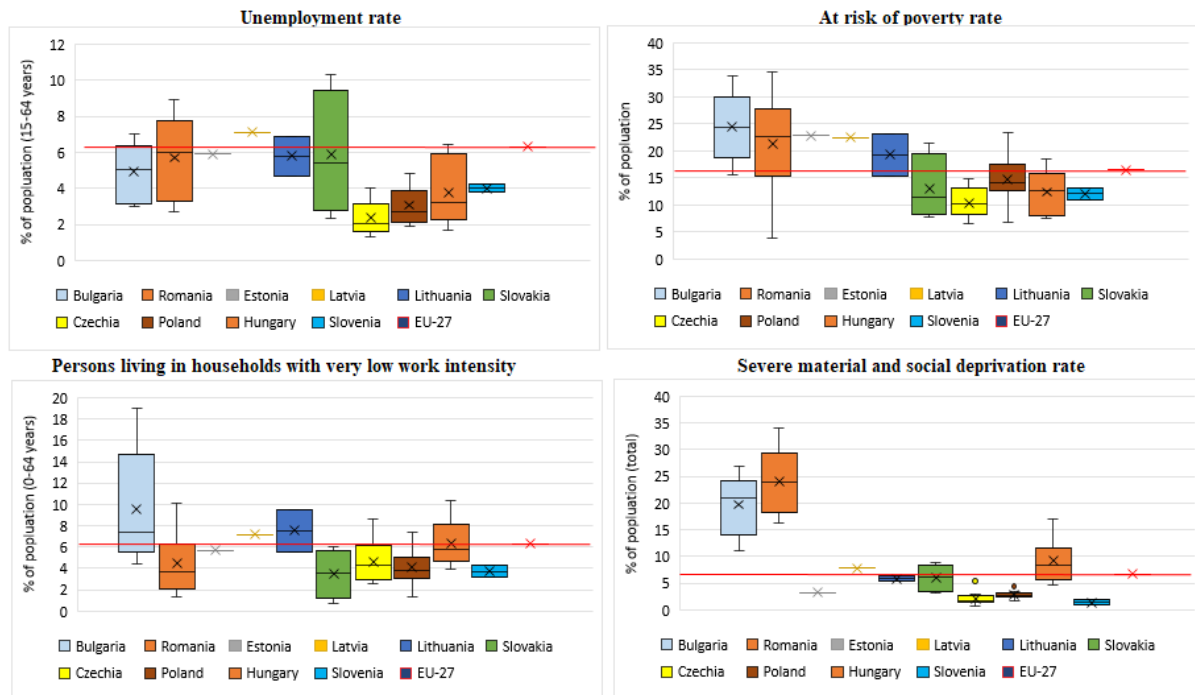 Unemployment rate
% of popluation (15-64 years)
12
10
8
6
4
2
0
Bulgaria Romania Estonia Latvia Lithuania Slovakia
Czechia Poland Hungary Slovenia EU-27
At risk of poverty rate
% of popluation
40
35
30
25
20
15
10
5
0
Bulgaria Romania Estonia Latvia Lithuania Slovakia
Czechia Poland Hungary Slovenia EU-27
Persons living in households with very low work intensity
% of popluation (0-64 years)
20
18
16
14
12
10
8
6
4
2
0
Bulgaria Romania Estonia Latvia Lithuania Slovakia
Czechia Poland Hungary Slovenia EU-27
Severe material and social deprivation rate
% of popluation (total)
40
35
30
25
20
15
10
5
0
Bulgaria Romania Estonia Latvia Lithuania Slovakia
Czechia Poland Hungary Slovenia EU-27